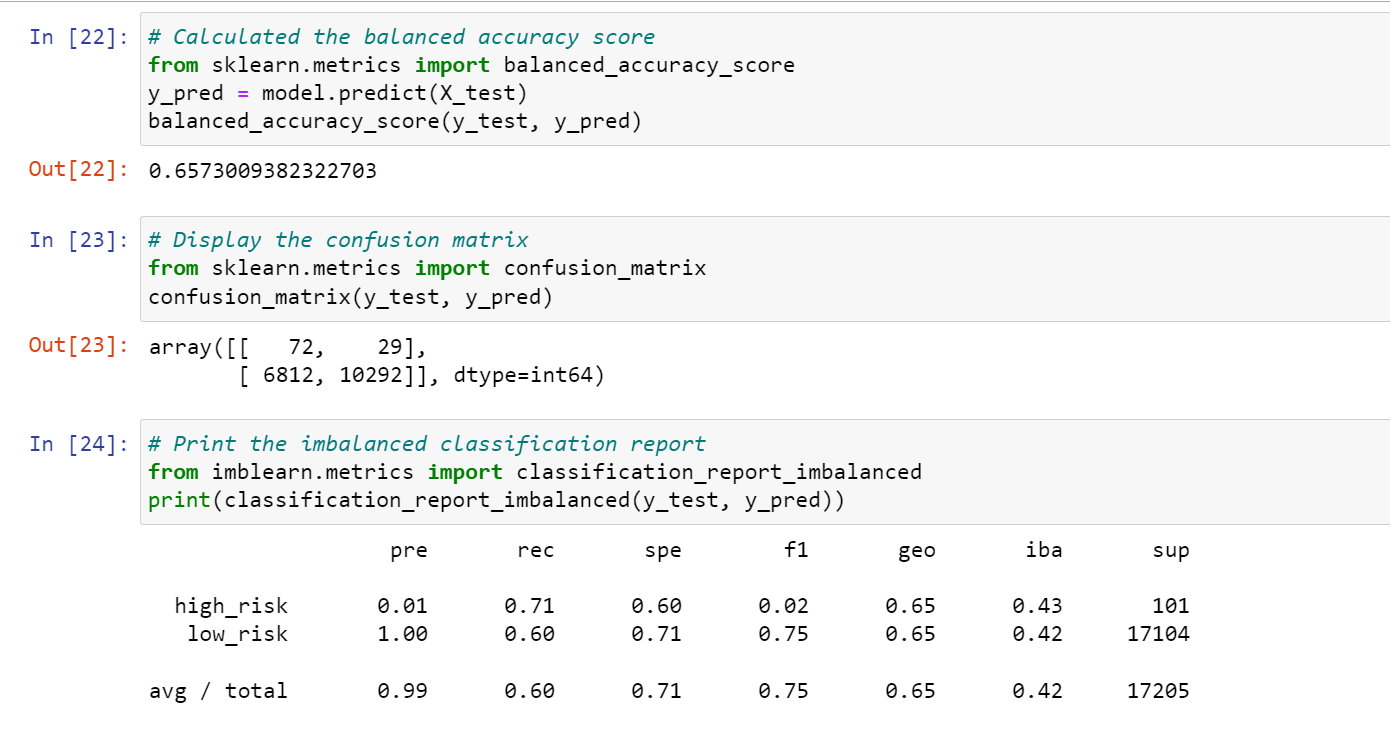 In [22]: # Calculated the balanced accuracy score
from sklearn.metrics import balanced_accuracy_score
y_pred = model.predict(X_test)
balanced_accuracy_score(y_test, y_pred)
Out[22]: 0.6573009382322703
In [23]: # Display the confusion matrix
from sklearn.metrics import confusion_matrix
confusion_matrix(y_test, y_pred)
Out[23]: array([[   72,    29],
       [ 6812, 10292]], dtype=int64)
In [24]: # Print the imbalanced classification report
from imblearn.metrics import classification_report_imbalanced
print(classification_report_imbalanced(y_test, y_pred))
                   pre       rec       spe        f1       geo       iba       sup
  high_risk       0.01      0.71      0.60      0.02      0.65      0.43       101
   low_risk       1.00      0.60      0.71      0.75      0.65      0.42     17104
avg / total       0.99      0.60      0.71      0.75      0.65      0.42     17205